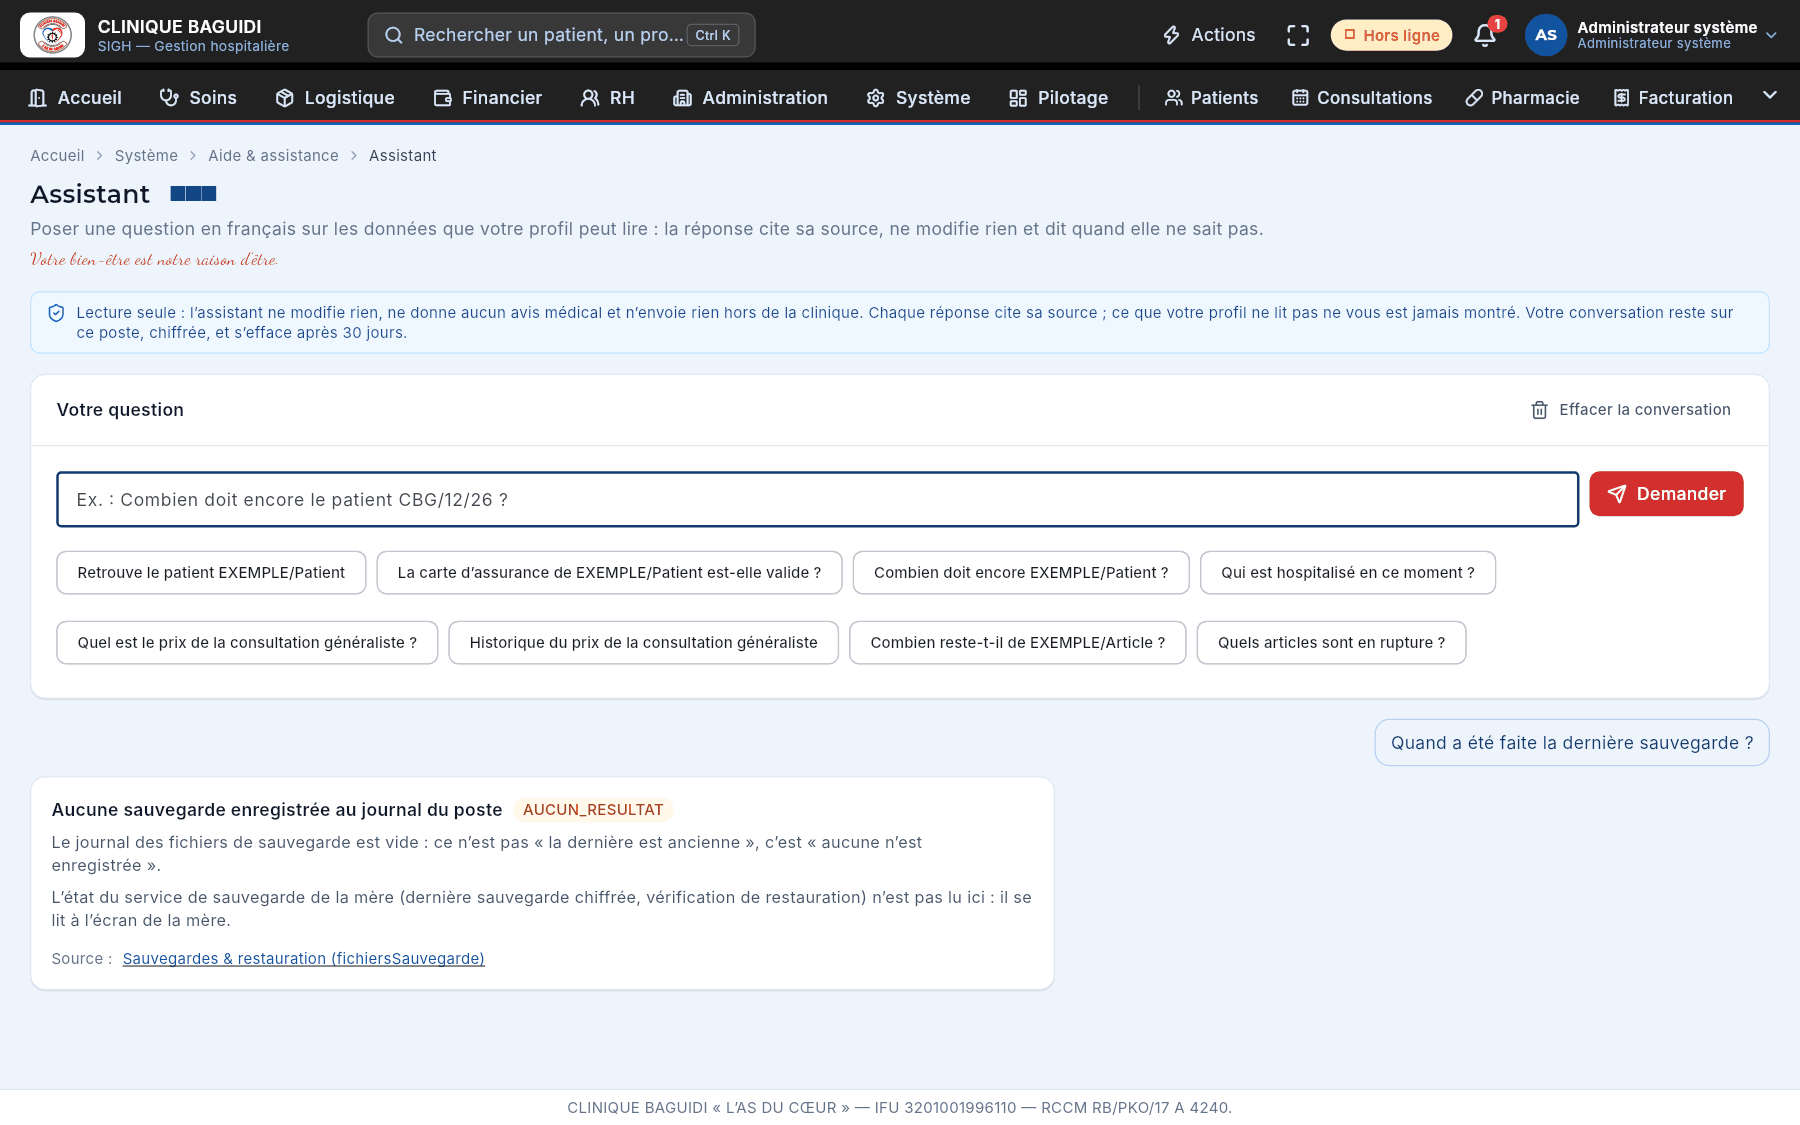 CLINIQUE BAGUIDI
SIGH — Gestion hospitalière
Rechercher un patient, un pro... Ctrl K
Actions
Hors ligne
1
AS
Administrateur système
Administrateur système
Accueil Soins Logistique Financier RH Administration Système Pilotage Patients Consultations Pharmacie Facturation
Accueil > Système > Aide & assistance > Assistant
Assistant
Poser une question en français sur les données que votre profil peut lire : la réponse cite sa source, ne modifie rien et dit quand elle ne sait pas.
Votre bien-être est notre raison d'être.
Lecture seule : l'assistant ne modifie rien, ne donne aucun avis médical et n'envoie rien hors de la clinique. Chaque réponse cite sa source ; ce que votre profil ne lit pas ne vous est jamais montré. Votre conversation reste sur
ce poste, chiffrée, et s'efface après 30 jours.
Votre question
Effacer la conversation
Ex. : Combien doit encore le patient CBG/12/26 ?
Demander
Retrouve le patient EXEMPLE/Patient
La carte d'assurance de EXEMPLE/Patient est-elle valide ?
Combien doit encore EXEMPLE/Patient ?
Qui est hospitalisé en ce moment ?
Quel est le prix de la consultation généraliste ?
Historique du prix de la consultation généraliste
Combien reste-t-il de EXEMPLE/Article ?
Quels articles sont en rupture ?
Quand a été faite la dernière sauvegarde ?
Aucune sauvegarde enregistrée au journal du poste AUCUN_RESULTAT
Le journal des fichiers de sauvegarde est vide : ce n'est pas « la dernière est ancienne », c'est « aucune n'est
enregistrée ».
L'état du service de sauvegarde de la mère (dernière sauvegarde chiffrée, vérification de restauration) n'est pas lu ici : il se
lit à l'écran de la mère.
Source : Sauvegardes & restauration (fichiersSauvegarde)
CLINIQUE BAGUIDI « L'AS DU CŒUR » — IFU 3201001996110 — RCCM RB/PKO/17 A 4240.